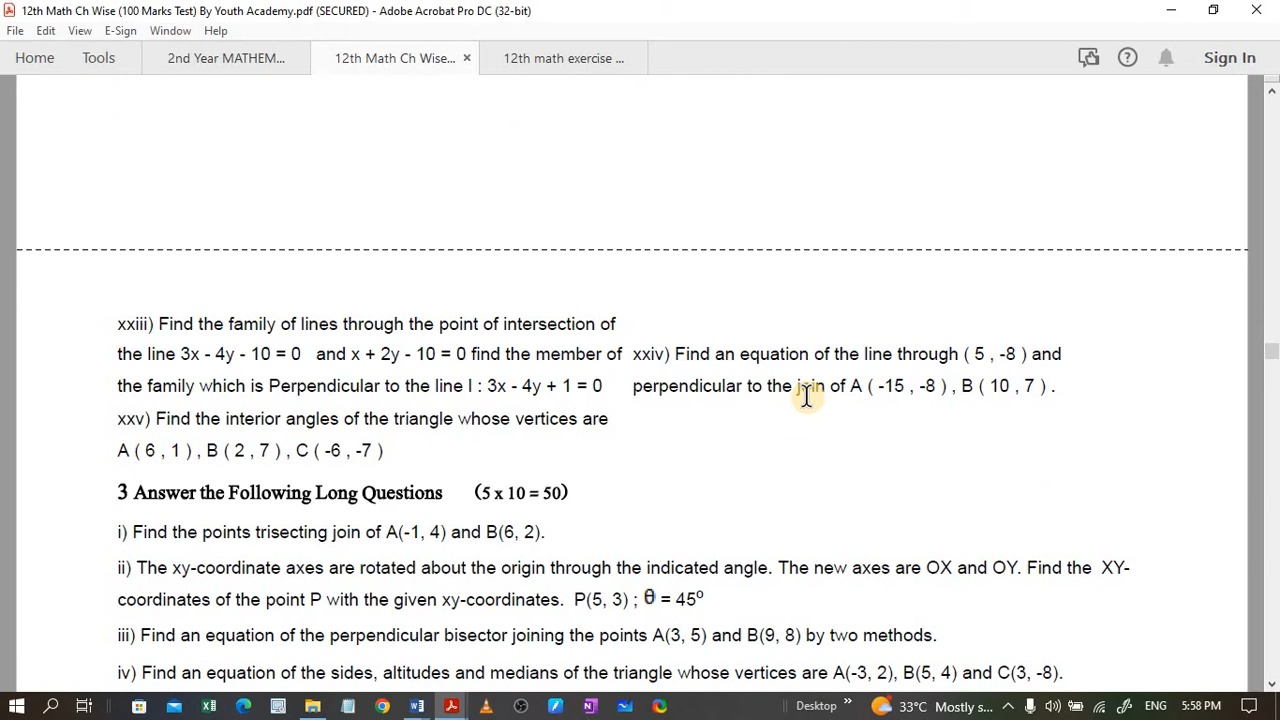 12th Math Ch Wise (100 Marks Test) By Youth Academy.pdf (SECURED) - Adobe Acrobat Pro DC (32-bit)
File Edit View E-Sign Window Help
Home Tools 2nd Year MATHEM... 12th Math Ch Wise... × 12th math exercise ... Sign In
xxiii) Find the family of lines through the point of intersection of
the line 3x - 4y - 10 = 0 and x + 2y - 10 = 0 find the member of
the family which is Perpendicular to the line l : 3x - 4y + 1 = 0
xxiv) Find an equation of the line through ( 5 , -8 ) and
perpendicular to the join of A ( -15 , -8 ) , B ( 10 , 7 ) .
xxv) Find the interior angles of the triangle whose vertices are
A ( 6 , 1 ) , B ( 2 , 7 ) , C ( -6 , -7 )
3 Answer the Following Long Questions (5 x 10 = 50)
i) Find the points trisecting join of A(-1, 4) and B(6, 2).
ii) The xy-coordinate axes are rotated about the origin through the indicated angle. The new axes are OX and OY. Find the XY-
coordinates of the point P with the given xy-coordinates. P(5, 3) ; θ = 45º
iii) Find an equation of the perpendicular bisector joining the points A(3, 5) and B(9, 8) by two methods.
iv) Find an equation of the sides, altitudes and medians of the triangle whose vertices are A(-3, 2), B(5, 4) and C(3, -8).
Desktop » 33°C Mostly s... ENG 5:58 PM